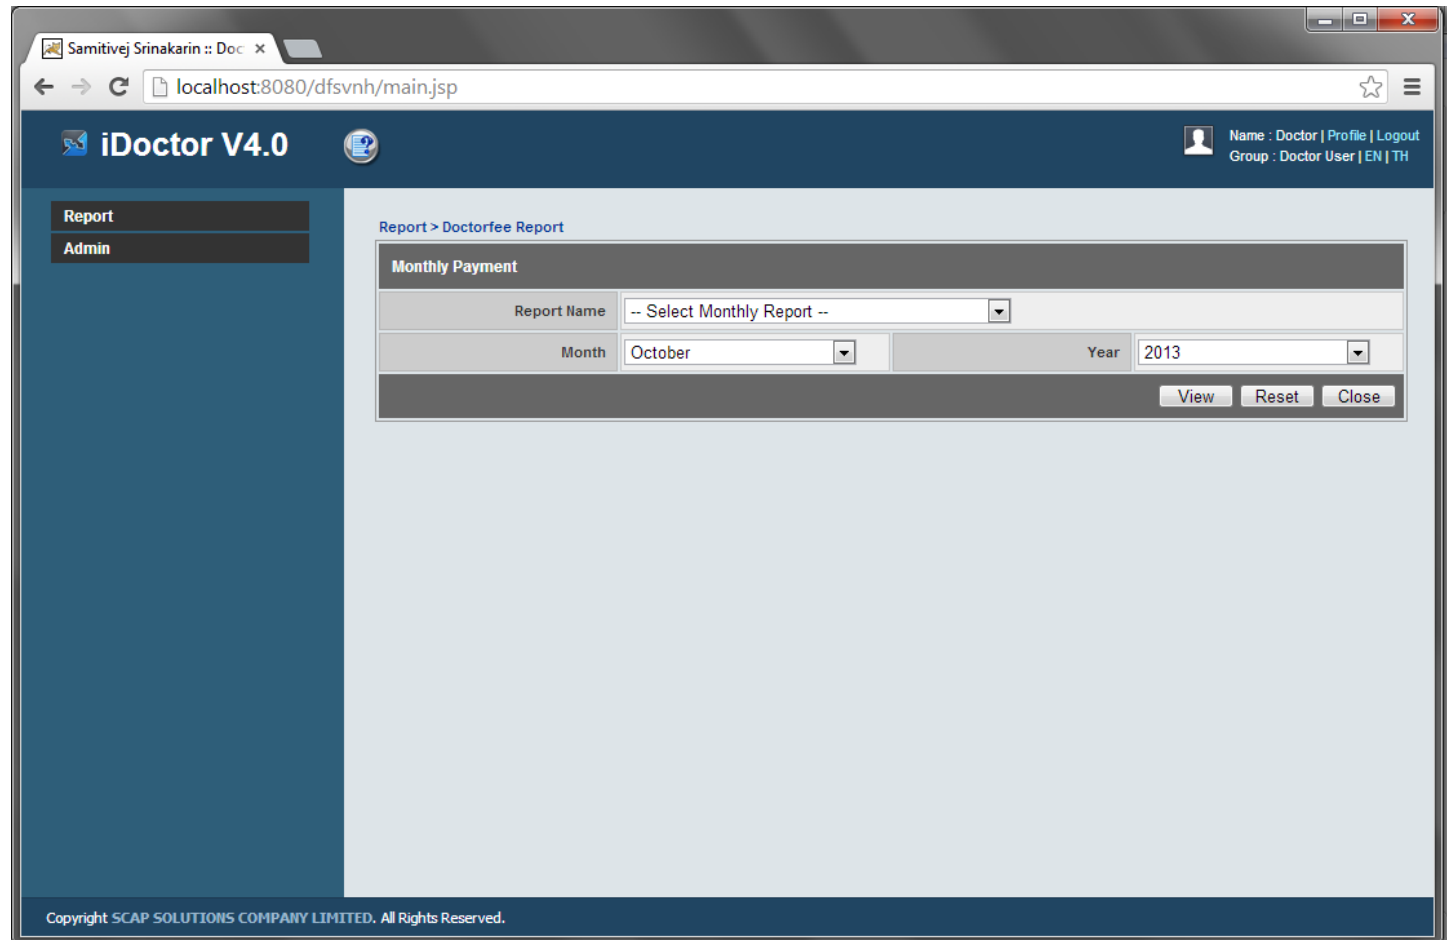 Samitivej Srinakarin :: Doc
localhost:8080/dfsvnh/main.jsp
iDoctor V4.0
Name : Doctor | Profile | Logout
Group : Doctor User | EN | TH
Report
Admin
Report > Doctorfee Report
Monthly Payment
Report Name -- Select Monthly Report --
Month October Year 2013
View Reset Close
Copyright SCAP SOLUTIONS COMPANY LIMITED. All Rights Reserved.